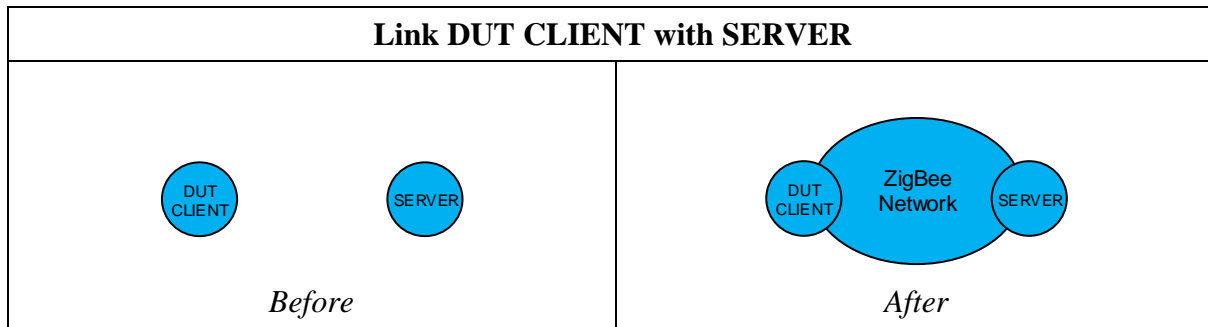 Link DUT CLIENT with SERVER
DUT
CLIENT
SERVER
Before
DUT
CLIENT
ZigBee
Network
SERVER
After